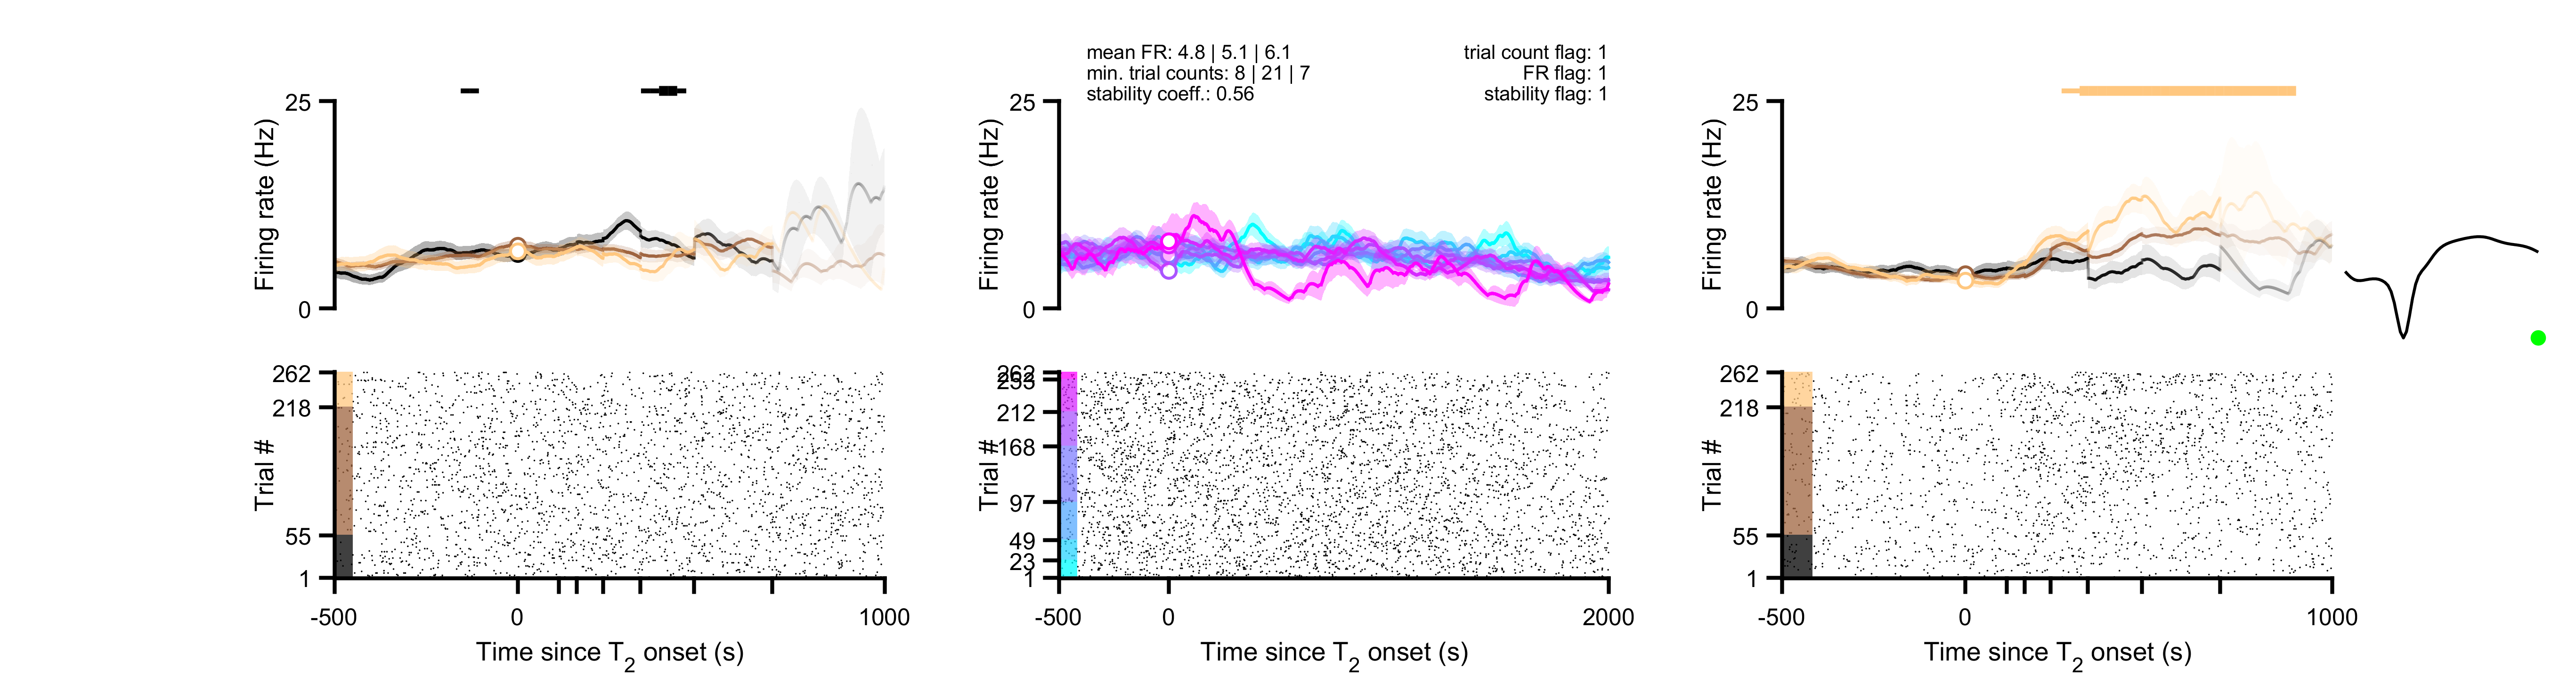 mean FR: 4.8 | 5.1 | 6.1
min. trial counts: 8 | 21 | 7
stability coeff.: 0.56
trial count flag: 1
FR flag: 1
stability flag: 1
25
Firing rate (Hz)
0
25
Firing rate (Hz)
0
25
Firing rate (Hz)
0
262
218
Trial #
55
1
-500
0
1000
Time since T2 onset (s)
262
253
212
168
Trial #
97
49
23
1
-500
0
2000
Time since T2 onset (s)
262
218
Trial #
55
1
-500
0
1000
Time since T2 onset (s)